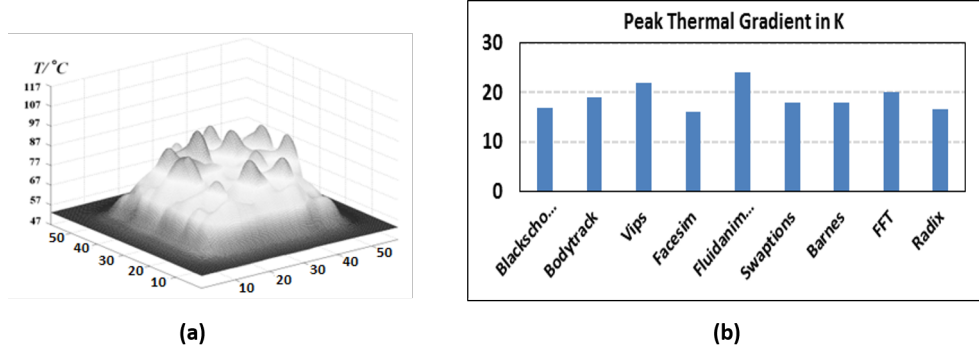 T/°C
117
107
97
87
77
67
57
47
50
40
30
20
10
10
20
30
40
50
(a)
Peak Thermal Gradient in K
30
20
10
0
Blackscho...
Bodytrack
Vips
Facesim
Fluidanim...
Swaptions
Barnes
FFT
Radix
(b)